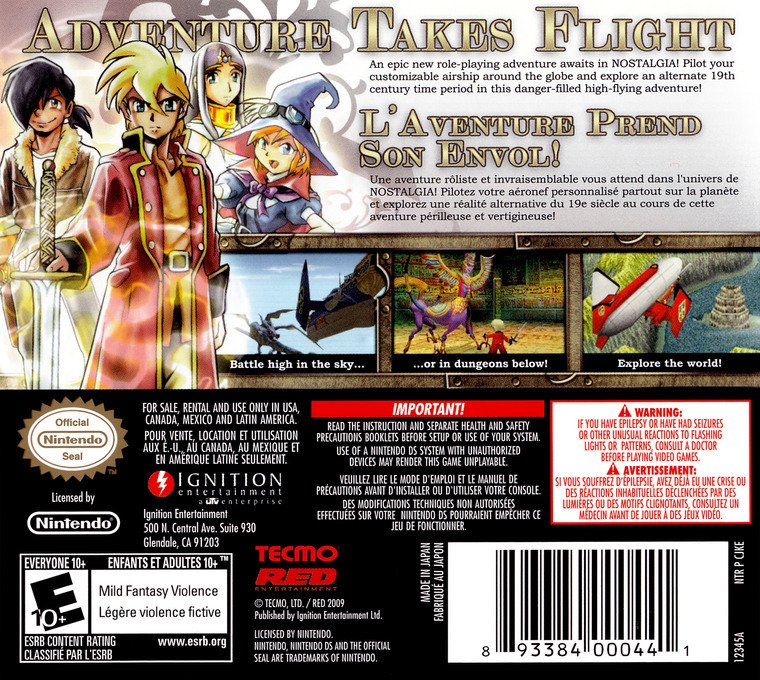 ADVENTURE TAKES FLIGHT
An epic new role-playing adventure awaits in NOSTALGIA! Pilot your
customizable airship around the globe and explore an alternate 19th
century time period in this danger-filled high-flying adventure!
L'AVENTURE PREND
SON ENVOL!
Une aventure rôliste et invraisemblable vous attend dans l'univers de
NOSTALGIA! Pilotez votre aéronef personnalisé partout sur la planète
et explorez une réalité alternative du 19e siècle au cours de cette
aventure périlleuse et vertigineuse!
Battle high in the sky...
...or in dungeons below!
Explore the world!
Official
Nintendo
Seal
TM
Licensed by
Nintendo®
FOR SALE, RENTAL AND USE ONLY IN USA,
CANADA, MEXICO AND LATIN AMERICA.
POUR VENTE, LOCATION ET UTILISATION
AUX É.-U., AU CANADA, AU MEXIQUE ET
EN AMÉRIQUE LATINE SEULEMENT.
IGNITION
entertainment
a UTV enterprise
Ignition Entertainment
500 N. Central Ave. Suite 930
Glendale, CA 91203
IMPORTANT!
READ THE INSTRUCTION AND SEPARATE HEALTH AND SAFETY
PRECAUTIONS BOOKLETS BEFORE SETUP OR USE OF YOUR SYSTEM.
USE OF A NINTENDO DS SYSTEM WITH UNAUTHORIZED
DEVICES MAY RENDER THIS GAME UNPLAYABLE.
VEUILLEZ LIRE LE MODE D'EMPLOI ET LE MANUEL DE
PRÉCAUTIONS AVANT D'INSTALLER OU D'UTILISER VOTRE CONSOLE.
DES MODIFICATIONS TECHNIQUES NON AUTORISÉES
EFFECTUÉES SUR VOTRE NINTENDO DS POURRAIENT EMPÊCHER CE
JEU DE FONCTIONNER.
WARNING:
IF YOU HAVE EPILEPSY OR HAVE HAD SEIZURES
OR OTHER UNUSUAL REACTIONS TO FLASHING
LIGHTS OR PATTERNS, CONSULT A DOCTOR
BEFORE PLAYING VIDEO GAMES.
AVERTISSEMENT:
SI VOUS SOUFFREZ D'ÉPILEPSIE, AVEZ DÉJÀ EU UNE CRISE OU
DES RÉACTIONS INHABITUELLES DÉCLENCHÉES PAR DES
LUMIÈRES OU DES MOTIFS CLIGNOTANTS, CONSULTEZ UN
MÉDECIN AVANT DE JOUER À DES JEUX VIDÉO.
EVERYONE 10+ ENFANTS ET ADULTES 10+™
E
10+
Mild Fantasy Violence
Légère violence fictive
ESRB CONTENT RATING www.esrb.org
CLASSIFIÉ PAR L'ESRB
TECMO
RED
ENTERTAINMENT
© TECMO, LTD. / RED 2009
Published by Ignition Entertainment Ltd.
LICENSED BY NINTENDO.
NINTENDO, NINTENDO DS AND THE OFFICIAL
SEAL ARE TRADEMARKS OF NINTENDO.
MADE IN JAPAN
FABRIQUÉ AU JAPON
8 93384 00044 1
NTR P CJKE
12345A